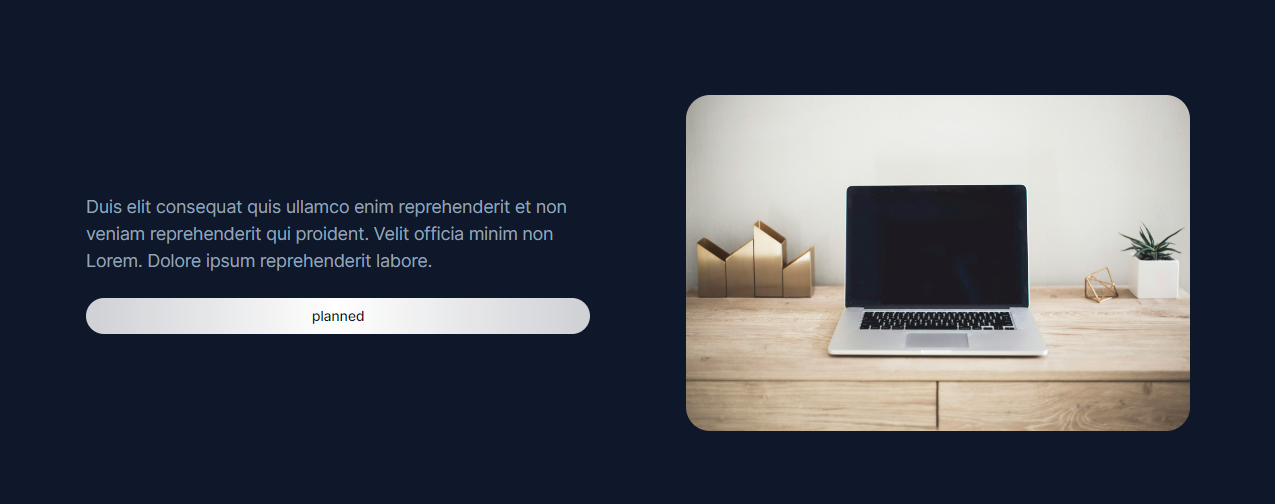 Duis elit consequat quis ullamco enim reprehenderit et non
veniam reprehenderit qui proident. Velit officia minim non
Lorem. Dolore ipsum reprehenderit labore.
planned